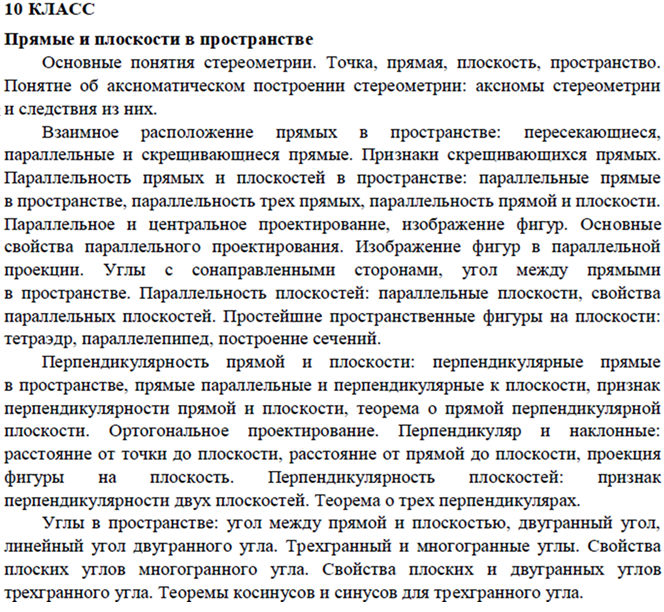 10 КЛАСС
Прямые и плоскости в пространстве
Основные понятия стереометрии. Точка, прямая, плоскость, пространство.
Понятие об аксиоматическом построении стереометрии: аксиомы стереометрии
и следствия из них.
Взаимное расположение прямых в пространстве: пересекающиеся,
параллельные и скрещивающиеся прямые. Признаки скрещивающихся прямых.
Параллельность прямых и плоскостей в пространстве: параллельные прямые
в пространстве, параллельность трех прямых, параллельность прямой и плоскости.
Параллельное и центральное проектирование, изображение фигур. Основные
свойства параллельного проектирования. Изображение фигур в параллельной
проекции. Углы с сонаправленными сторонами, угол между прямыми
в пространстве. Параллельность плоскостей: параллельные плоскости, свойства
параллельных плоскостей. Простейшие пространственные фигуры на плоскости:
тетраэдр, параллелепипед, построение сечений.
Перпендикулярность прямой и плоскости: перпендикулярные прямые
в пространстве, прямые параллельные и перпендикулярные к плоскости, признак
перпендикулярности прямой и плоскости, теорема о прямой перпендикулярной
плоскости. Ортогональное проектирование. Перпендикуляр и наклонные:
расстояние от точки до плоскости, расстояние от прямой до плоскости, проекция
фигуры на плоскость. Перпендикулярность плоскостей: признак
перпендикулярности двух плоскостей. Теорема о трех перпендикулярах.
Углы в пространстве: угол между прямой и плоскостью, двугранный угол,
линейный угол двугранного угла. Трехгранный и многогранные углы. Свойства
плоских углов многогранного угла. Свойства плоских и двугранных углов
трехгранного угла. Теоремы косинусов и синусов для трехгранного угла.